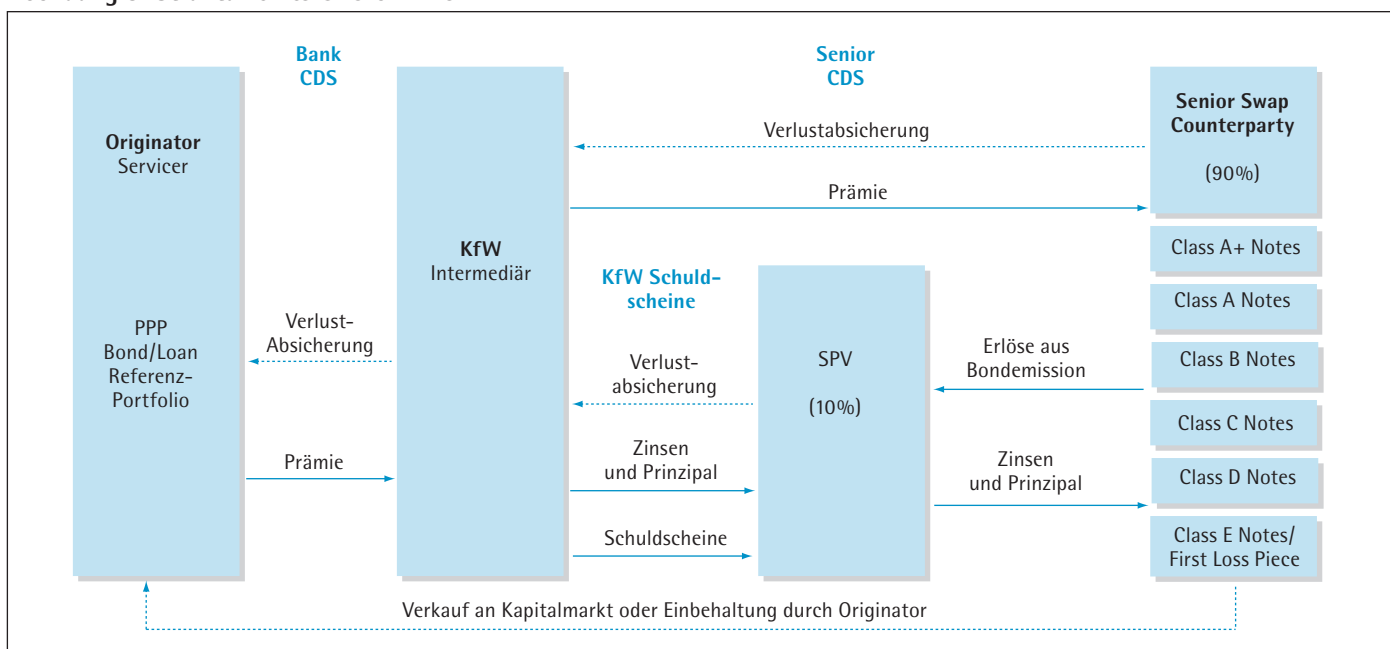 Bank
CDS
Senior
CDS
Originator
Servicer
PPP
Bond/Loan
Referenz-
Portfolio
Verlust-
Absicherung
Prämie
KfW
Intermediär
Verlustabsicherung
Prämie
KfW Schuld-
scheine
Verlust-
absicherung
Zinsen
und Prinzipal
Schuldscheine
SPV
(10%)
Erlöse aus
Bondemission
Zinsen
und Prinzipal
Senior Swap
Counterparty
(90%)
Class A+ Notes
Class A Notes
Class B Notes
Class C Notes
Class D Notes
Class E Notes/
First Loss Piece
Verkauf an Kapitalmarkt oder Einbehaltung durch Originator